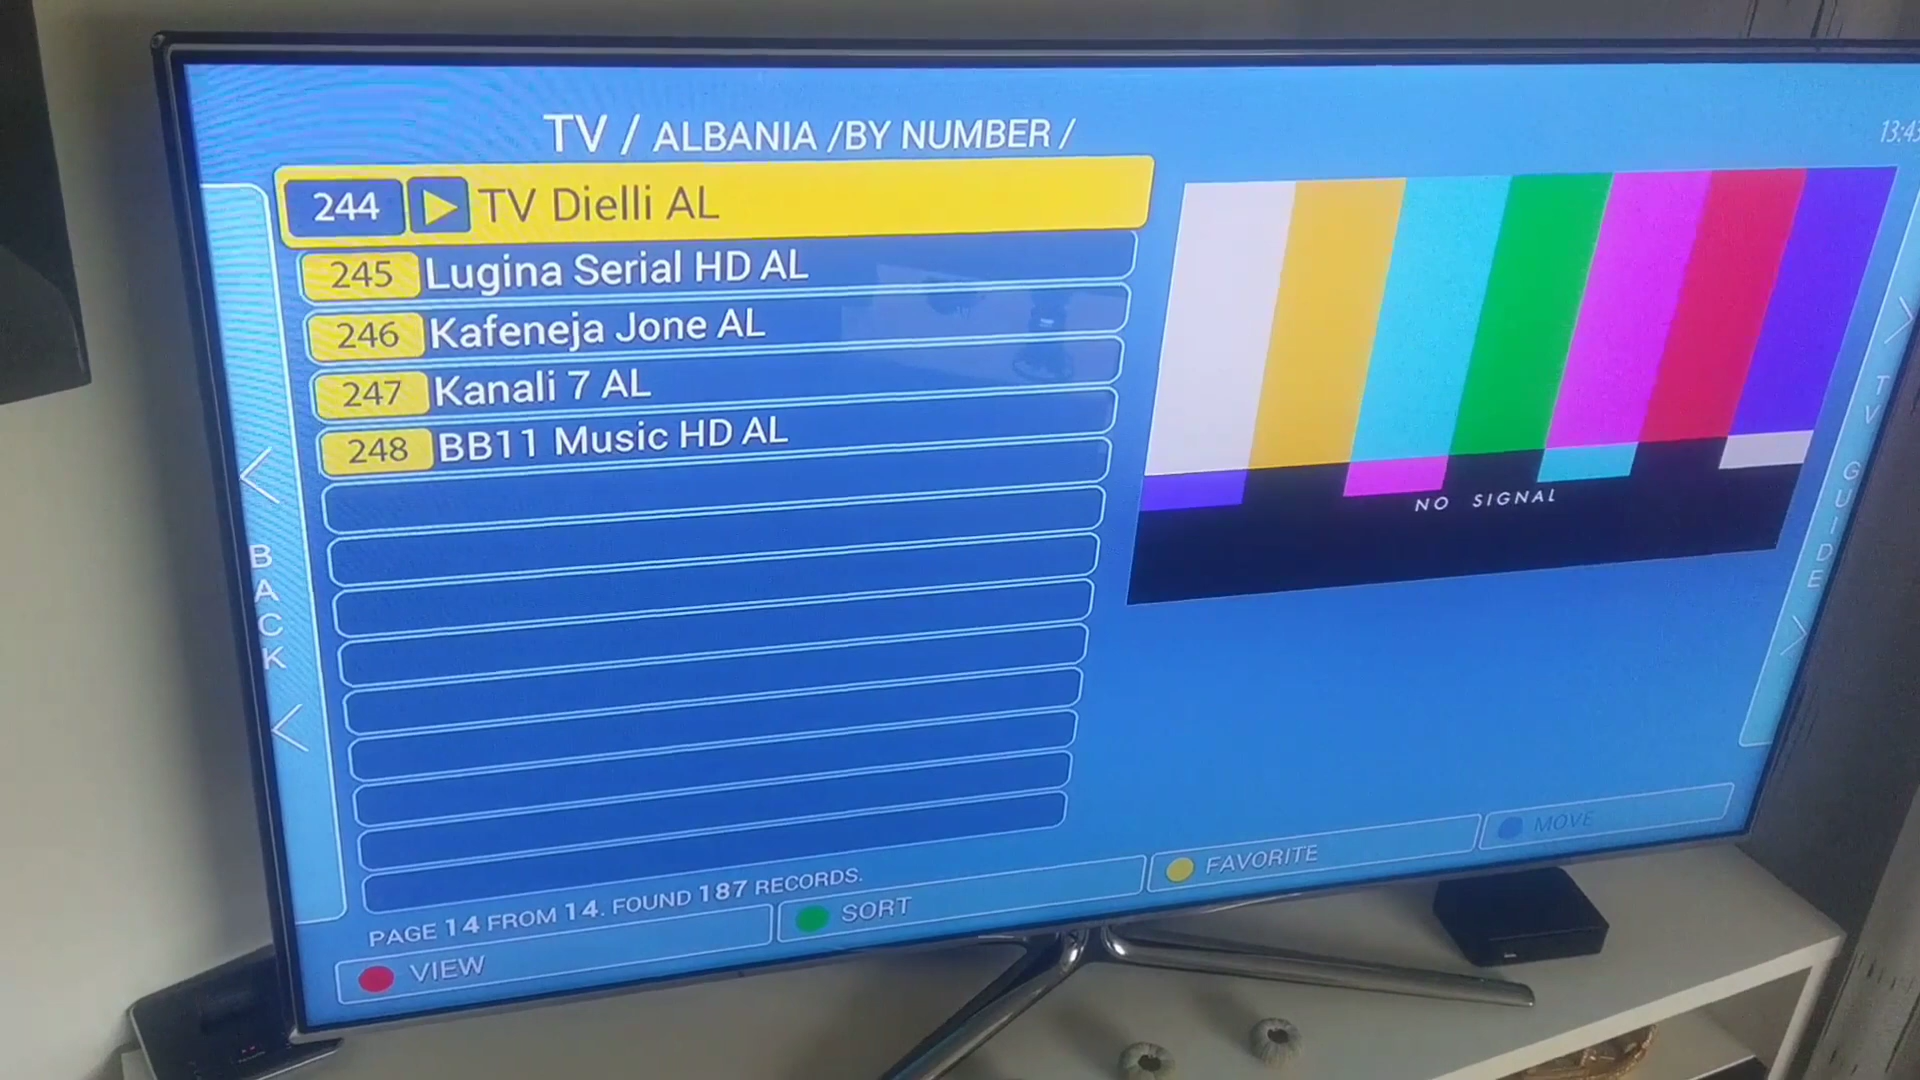 TV / ALBANIA /BY NUMBER /
244 TV Dielli AL
245 Lugina Serial HD AL
246 Kafeneja Jone AL
247 Kanali 7 AL
248 BB11 Music HD AL
NO SIGNAL
BACK
TV GUIDE
PAGE 14 FROM 14. FOUND 187 RECORDS.
VIEW
SORT
FAVORITE
MOVE